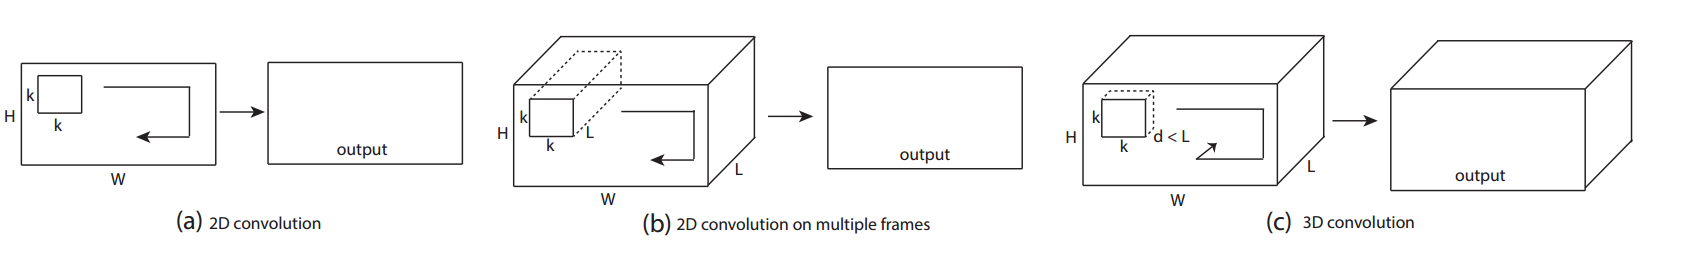 k
H
k
output
W
(a) 2D convolution
k
H
L
k
output
L
W
(b) 2D convolution on multiple frames
k
H
d < L
k
L
output
W
(c) 3D convolution